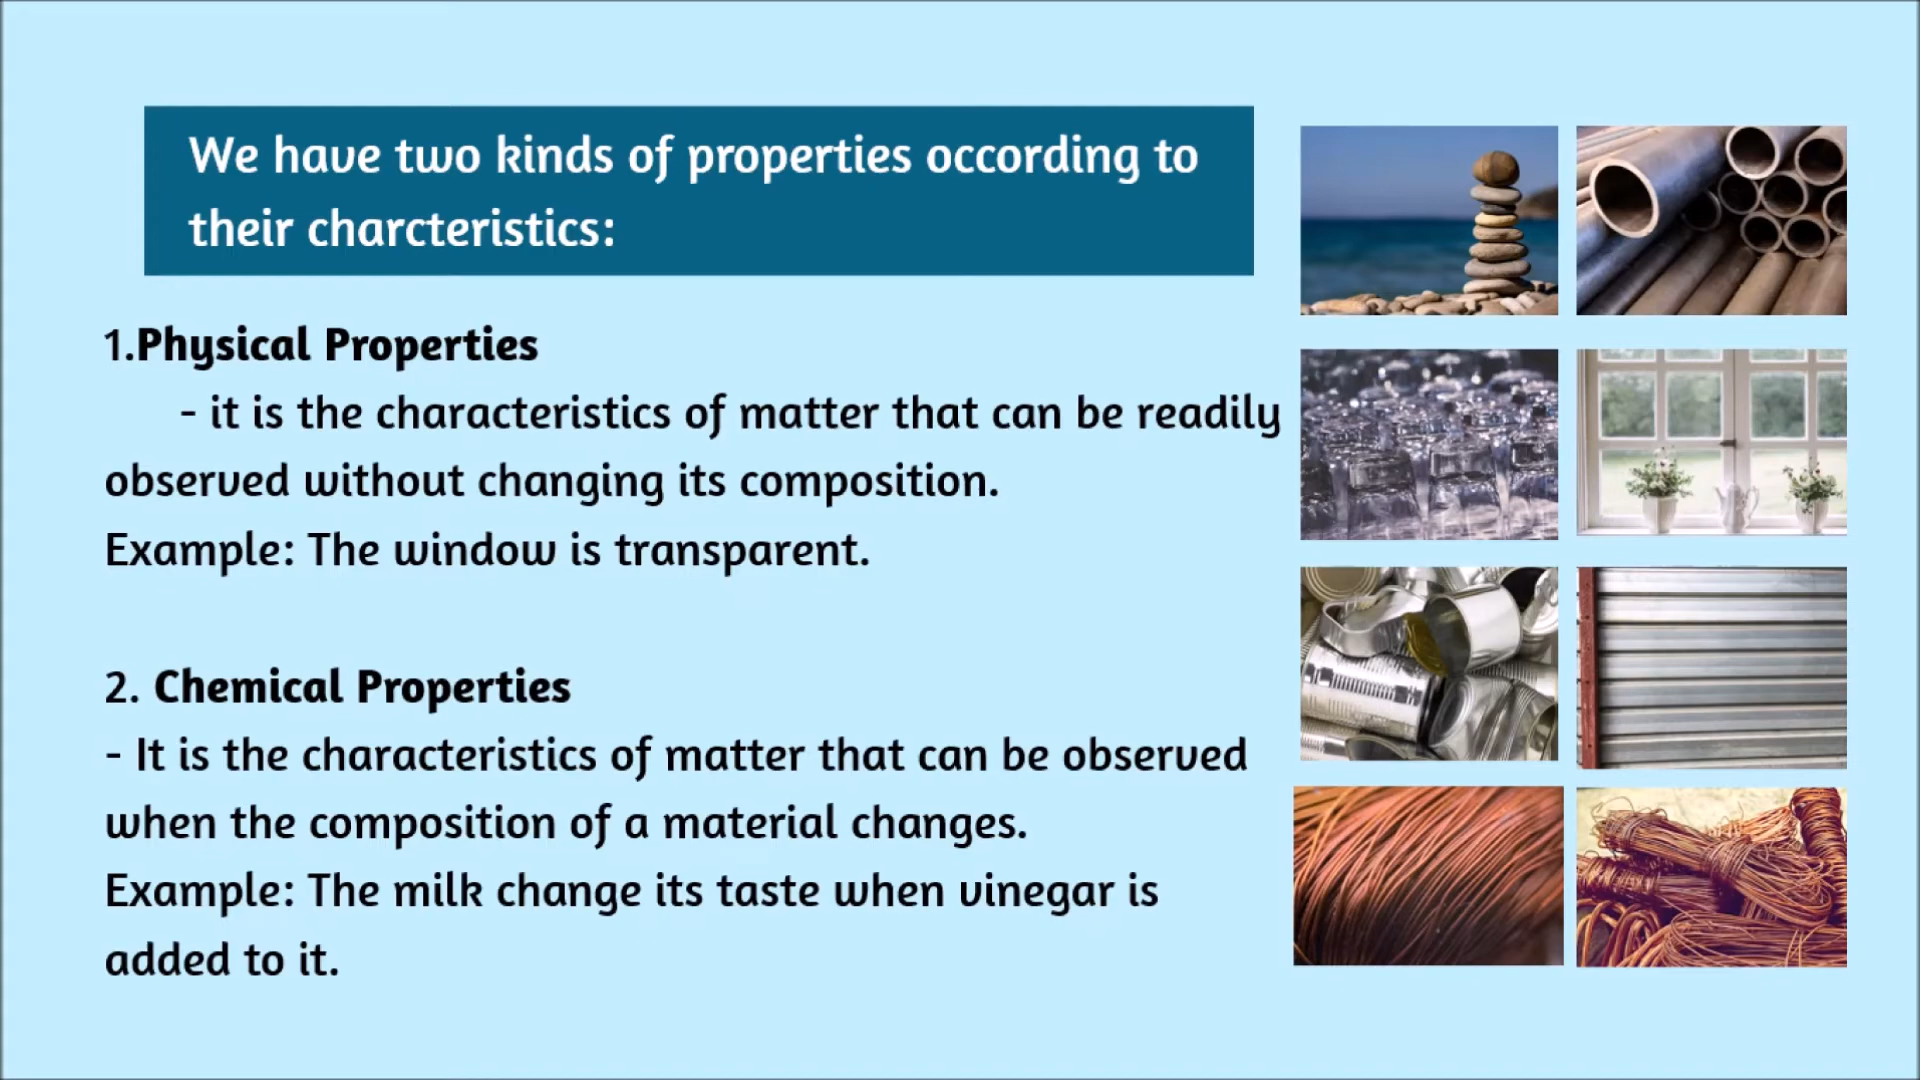 We have two kinds of properties occording to
their charcteristics:
1.Physical Properties
- it is the characteristics of matter that can be readily
observed without changing its composition.
Example: The window is transparent.
2. Chemical Properties
- It is the characteristics of matter that can be observed
when the composition of a material changes.
Example: The milk change its taste when vinegar is
added to it.